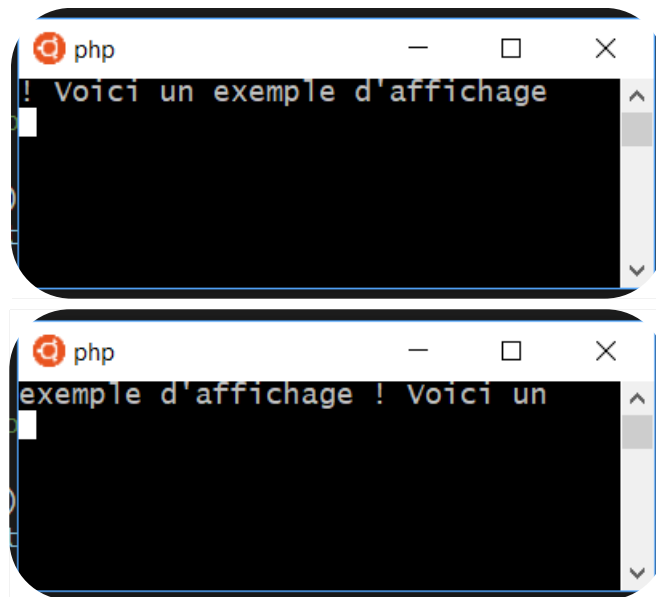 php
! Voici un exemple d'affichage
php
exemple d'affichage ! Voici un